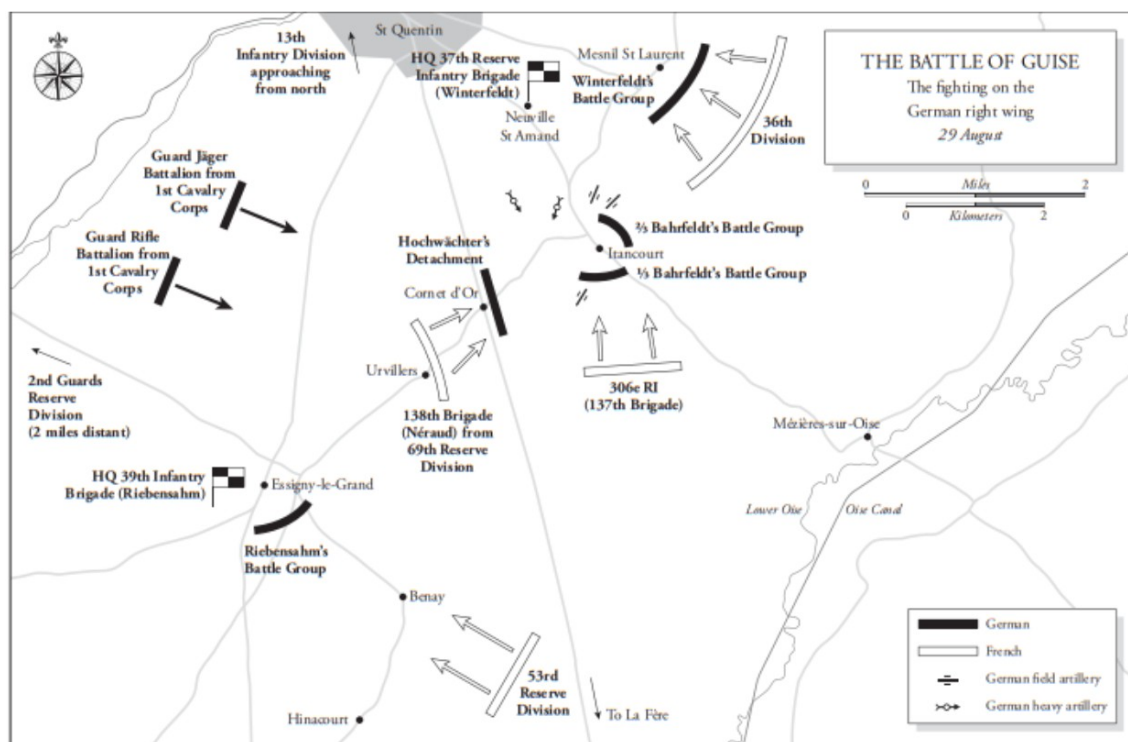 St Quentin
13th
Infantry Division
approaching
from north
HQ 37th Reserve
Infantry Brigade
(Winterfeldt)
Neuville
St Amand
Mesnil St Laurent
Winterfeldt's
Battle Group
36th
Division
THE BATTLE OF GUISE
The fighting on the
German right wing
29 August
0 Miles 2
0 Kilometers 2
Guard Jäger
Battalion from
1st Cavalry
Corps
Guard Rifle
Battalion from
1st Cavalry
Corps
Hochwächter's
Detachment
Cornet d'Or
⅔ Bahrfeldt's Battle Group
Itancourt
⅓ Bahrfeldt's Battle Group
2nd Guards
Reserve
Division
(2 miles distant)
Urvillers
138th Brigade
(Néraud) from
69th Reserve
Division
306e RI
(137th Brigade)
Mézières-sur-Oise
HQ 39th Infantry
Brigade (Riebensahm)
Essigny-le-Grand
Riebensahm's
Battle Group
Lower Oise
Oise Canal
Benay
53rd
Reserve
Division
Hinacourt
To La Fère
German
French
German field artillery
German heavy artillery